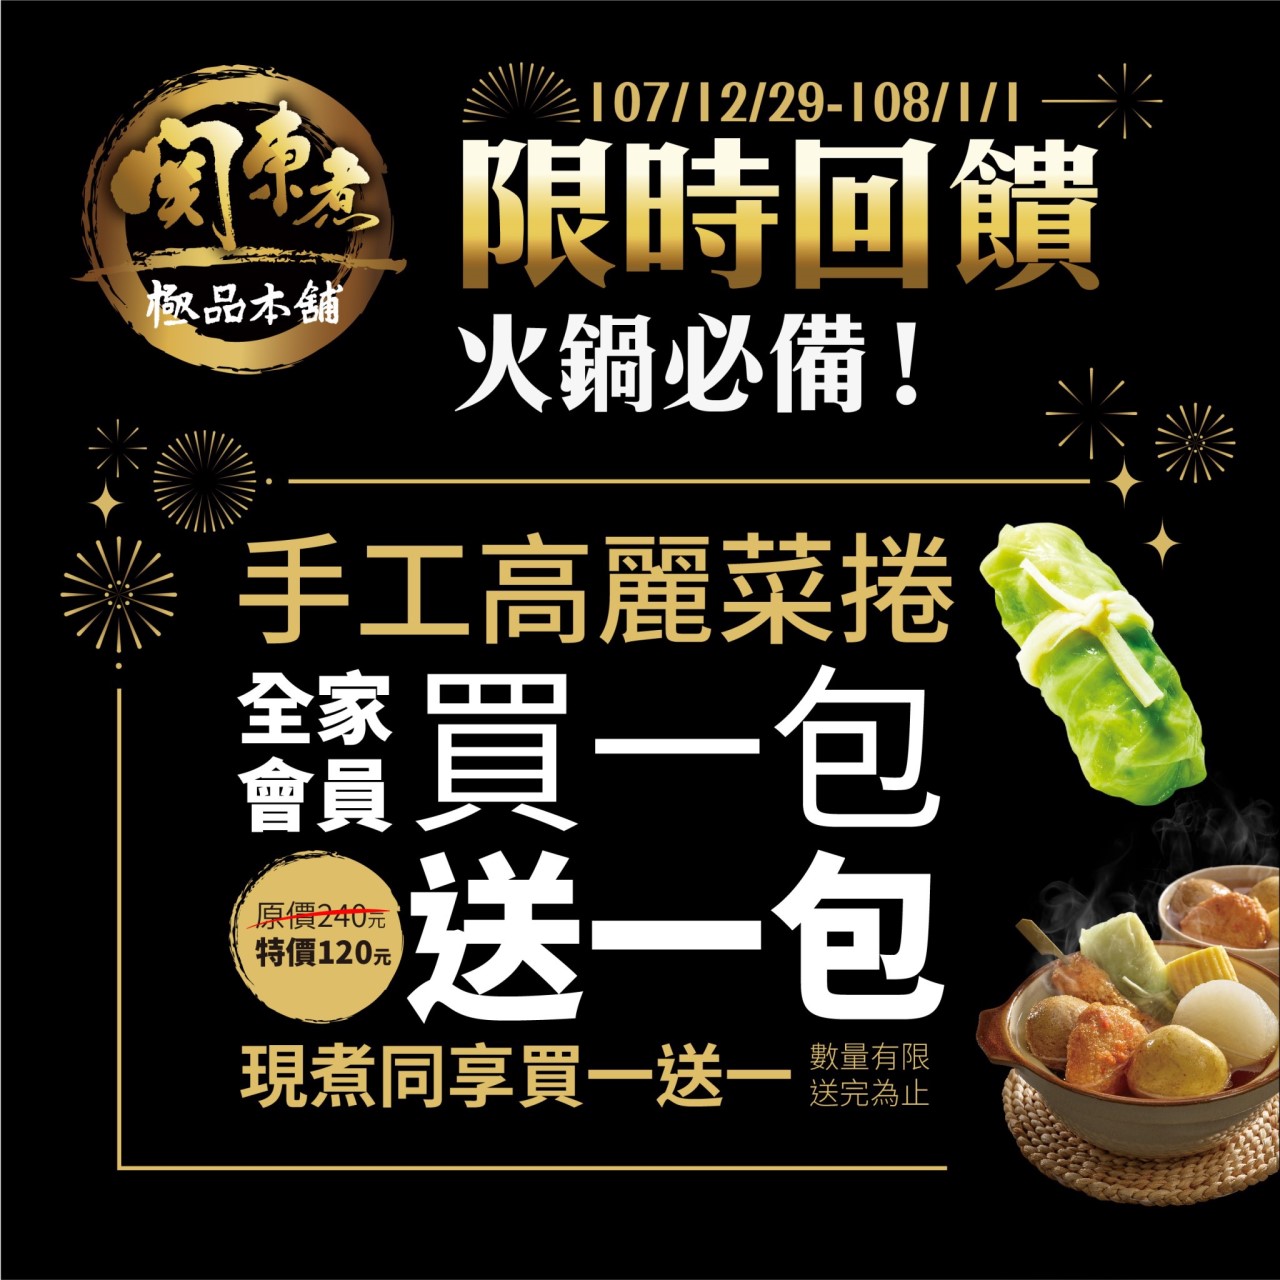 関東煮
極品本舖
107/12/29-108/1/1
限時回饋
火鍋必備!
手工高麗菜捲
全家會員
買一包
送一包
原價240元
特價120元
現煮同享買一送一
數量有限
送完為止